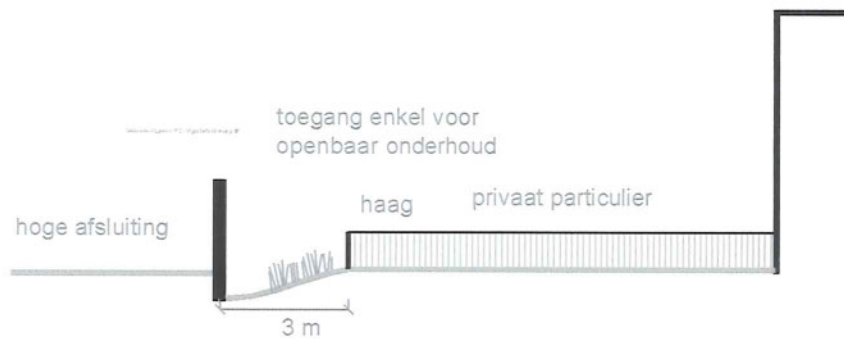 toegang enkel voor
openbaar onderhoud
haag
privaat particulier
hoge afsluiting
3 m